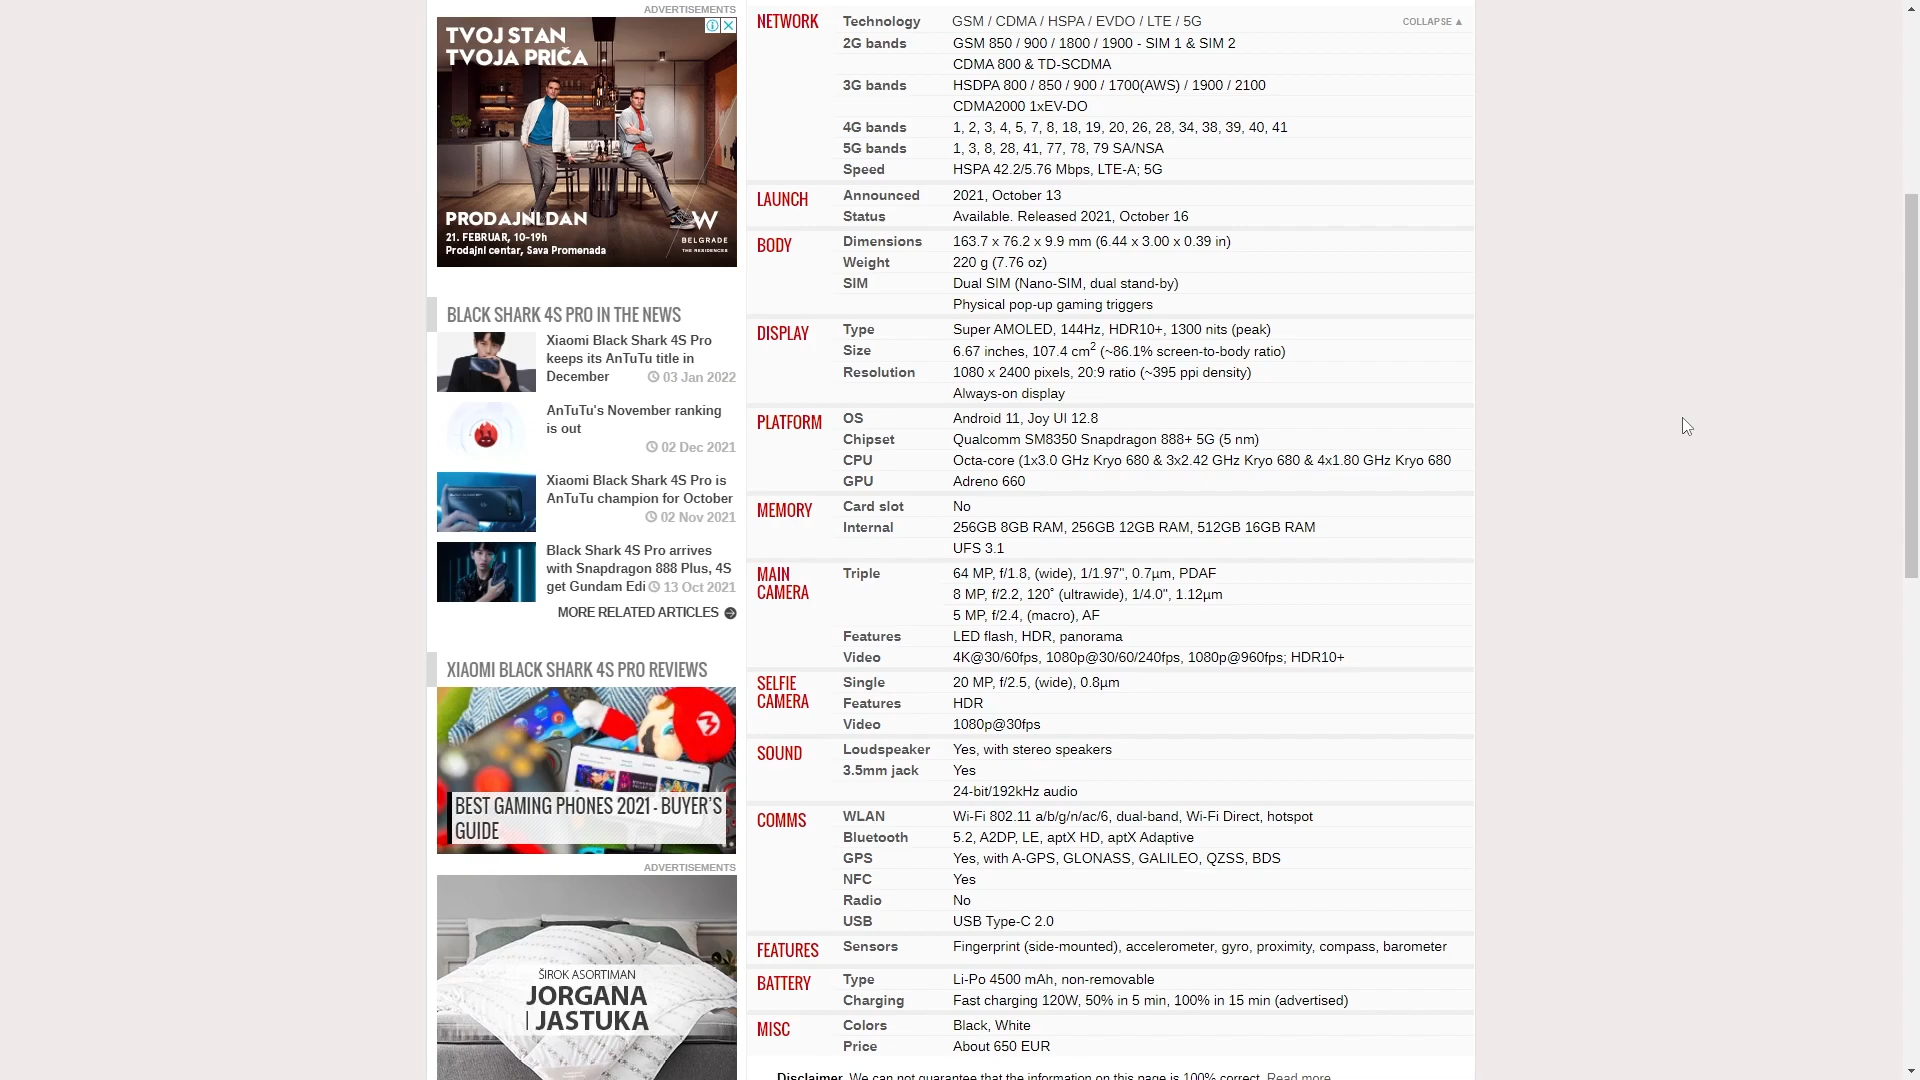 ADVERTISEMENTS
TVOJ STAN
TVOJA PRIČA
PRODAJNI DAN
21. FEBRUAR, 10-19h
Prodajni centar, Sava Promenada
W
BELGRADE
THE RESIDENCES
BLACK SHARK 4S PRO IN THE NEWS
Xiaomi Black Shark 4S Pro
keeps its AnTuTu title in
December 03 Jan 2022
AnTuTu's November ranking
is out
02 Dec 2021
Xiaomi Black Shark 4S Pro is
AnTuTu champion for October
02 Nov 2021
Black Shark 4S Pro arrives
with Snapdragon 888 Plus, 4S
get Gundam Edi 13 Oct 2021
MORE RELATED ARTICLES
XIAOMI BLACK SHARK 4S PRO REVIEWS
BEST GAMING PHONES 2021 - BUYER'S
GUIDE
ADVERTISEMENTS
ŠIROK ASORTIMAN
JORGANA
I JASTUKA
NETWORK Technology GSM / CDMA / HSPA / EVDO / LTE / 5G COLLAPSE ▲
2G bands GSM 850 / 900 / 1800 / 1900 - SIM 1 & SIM 2
CDMA 800 & TD-SCDMA
3G bands HSDPA 800 / 850 / 900 / 1700(AWS) / 1900 / 2100
CDMA2000 1xEV-DO
4G bands 1, 2, 3, 4, 5, 7, 8, 18, 19, 20, 26, 28, 34, 38, 39, 40, 41
5G bands 1, 3, 8, 28, 41, 77, 78, 79 SA/NSA
Speed HSPA 42.2/5.76 Mbps, LTE-A; 5G
LAUNCH Announced 2021, October 13
Status Available. Released 2021, October 16
BODY Dimensions 163.7 x 76.2 x 9.9 mm (6.44 x 3.00 x 0.39 in)
Weight 220 g (7.76 oz)
SIM Dual SIM (Nano-SIM, dual stand-by)
Physical pop-up gaming triggers
DISPLAY Type Super AMOLED, 144Hz, HDR10+, 1300 nits (peak)
Size 6.67 inches, 107.4 cm² (~86.1% screen-to-body ratio)
Resolution 1080 x 2400 pixels, 20:9 ratio (~395 ppi density)
Always-on display
PLATFORM OS Android 11, Joy UI 12.8
Chipset Qualcomm SM8350 Snapdragon 888+ 5G (5 nm)
CPU Octa-core (1x3.0 GHz Kryo 680 & 3x2.42 GHz Kryo 680 & 4x1.80 GHz Kryo 680
GPU Adreno 660
MEMORY Card slot No
Internal 256GB 8GB RAM, 256GB 12GB RAM, 512GB 16GB RAM
UFS 3.1
MAIN CAMERA Triple 64 MP, f/1.8, (wide), 1/1.97", 0.7µm, PDAF
8 MP, f/2.2, 120˚ (ultrawide), 1/4.0", 1.12µm
5 MP, f/2.4, (macro), AF
Features LED flash, HDR, panorama
Video 4K@30/60fps, 1080p@30/60/240fps, 1080p@960fps; HDR10+
SELFIE CAMERA Single 20 MP, f/2.5, (wide), 0.8µm
Features HDR
Video 1080p@30fps
SOUND Loudspeaker Yes, with stereo speakers
3.5mm jack Yes
24-bit/192kHz audio
COMMS WLAN Wi-Fi 802.11 a/b/g/n/ac/6, dual-band, Wi-Fi Direct, hotspot
Bluetooth 5.2, A2DP, LE, aptX HD, aptX Adaptive
GPS Yes, with A-GPS, GLONASS, GALILEO, QZSS, BDS
NFC Yes
Radio No
USB USB Type-C 2.0
FEATURES Sensors Fingerprint (side-mounted), accelerometer, gyro, proximity, compass, barometer
BATTERY Type Li-Po 4500 mAh, non-removable
Charging Fast charging 120W, 50% in 5 min, 100% in 15 min (advertised)
MISC Colors Black, White
Price About 650 EUR
Disclaimer. We can not guarantee that the information on this page is 100% correct. Read more